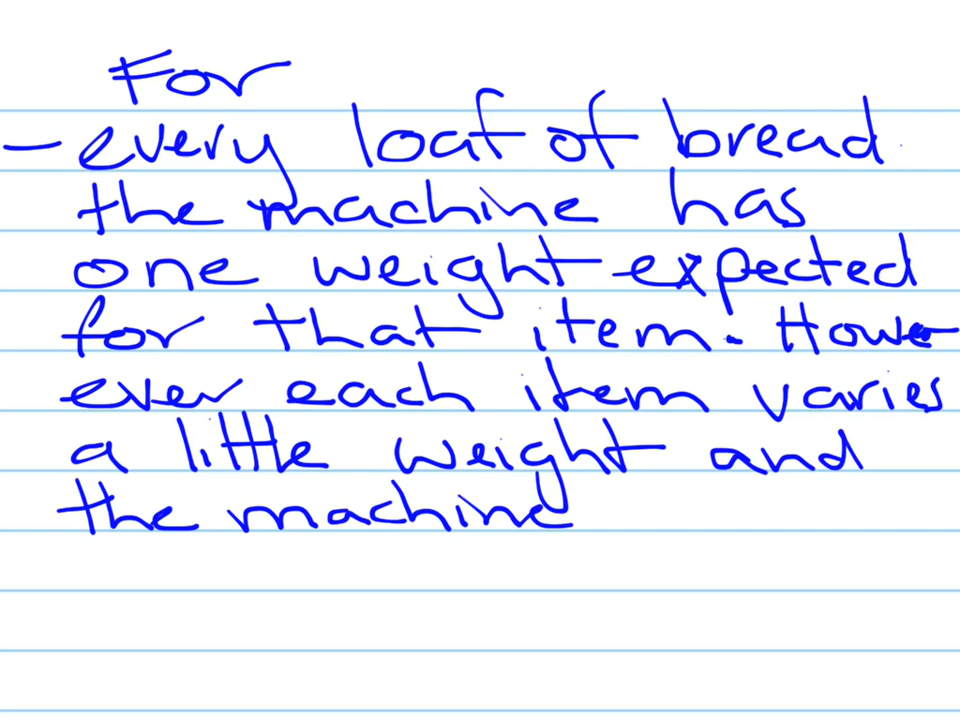 For
- every loaf of bread
the machine has
one weight expected
for that item. Howe
ever each item varies
a little weight and
the machine